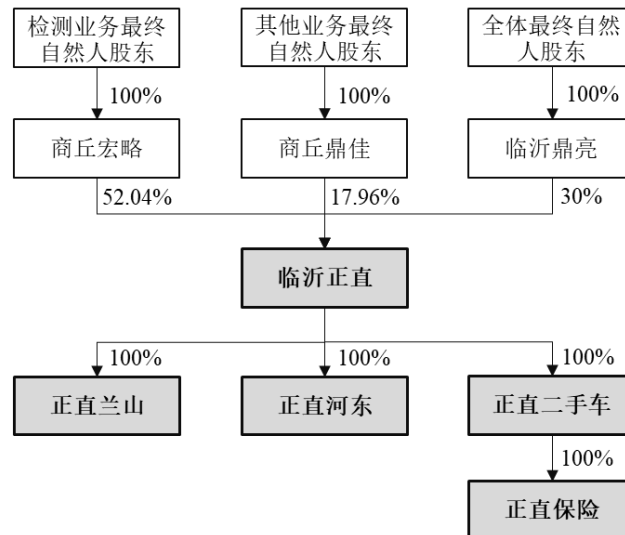 检测业务最终
自然人股东
其他业务最终
自然人股东
全体最终自然
人股东
100%
100%
100%
商丘宏略
商丘鼎佳
临沂鼎亮
52.04%
17.96%
30%
临沂正直
100%
100%
100%
正直兰山
正直河东
正直二手车
100%
正直保险